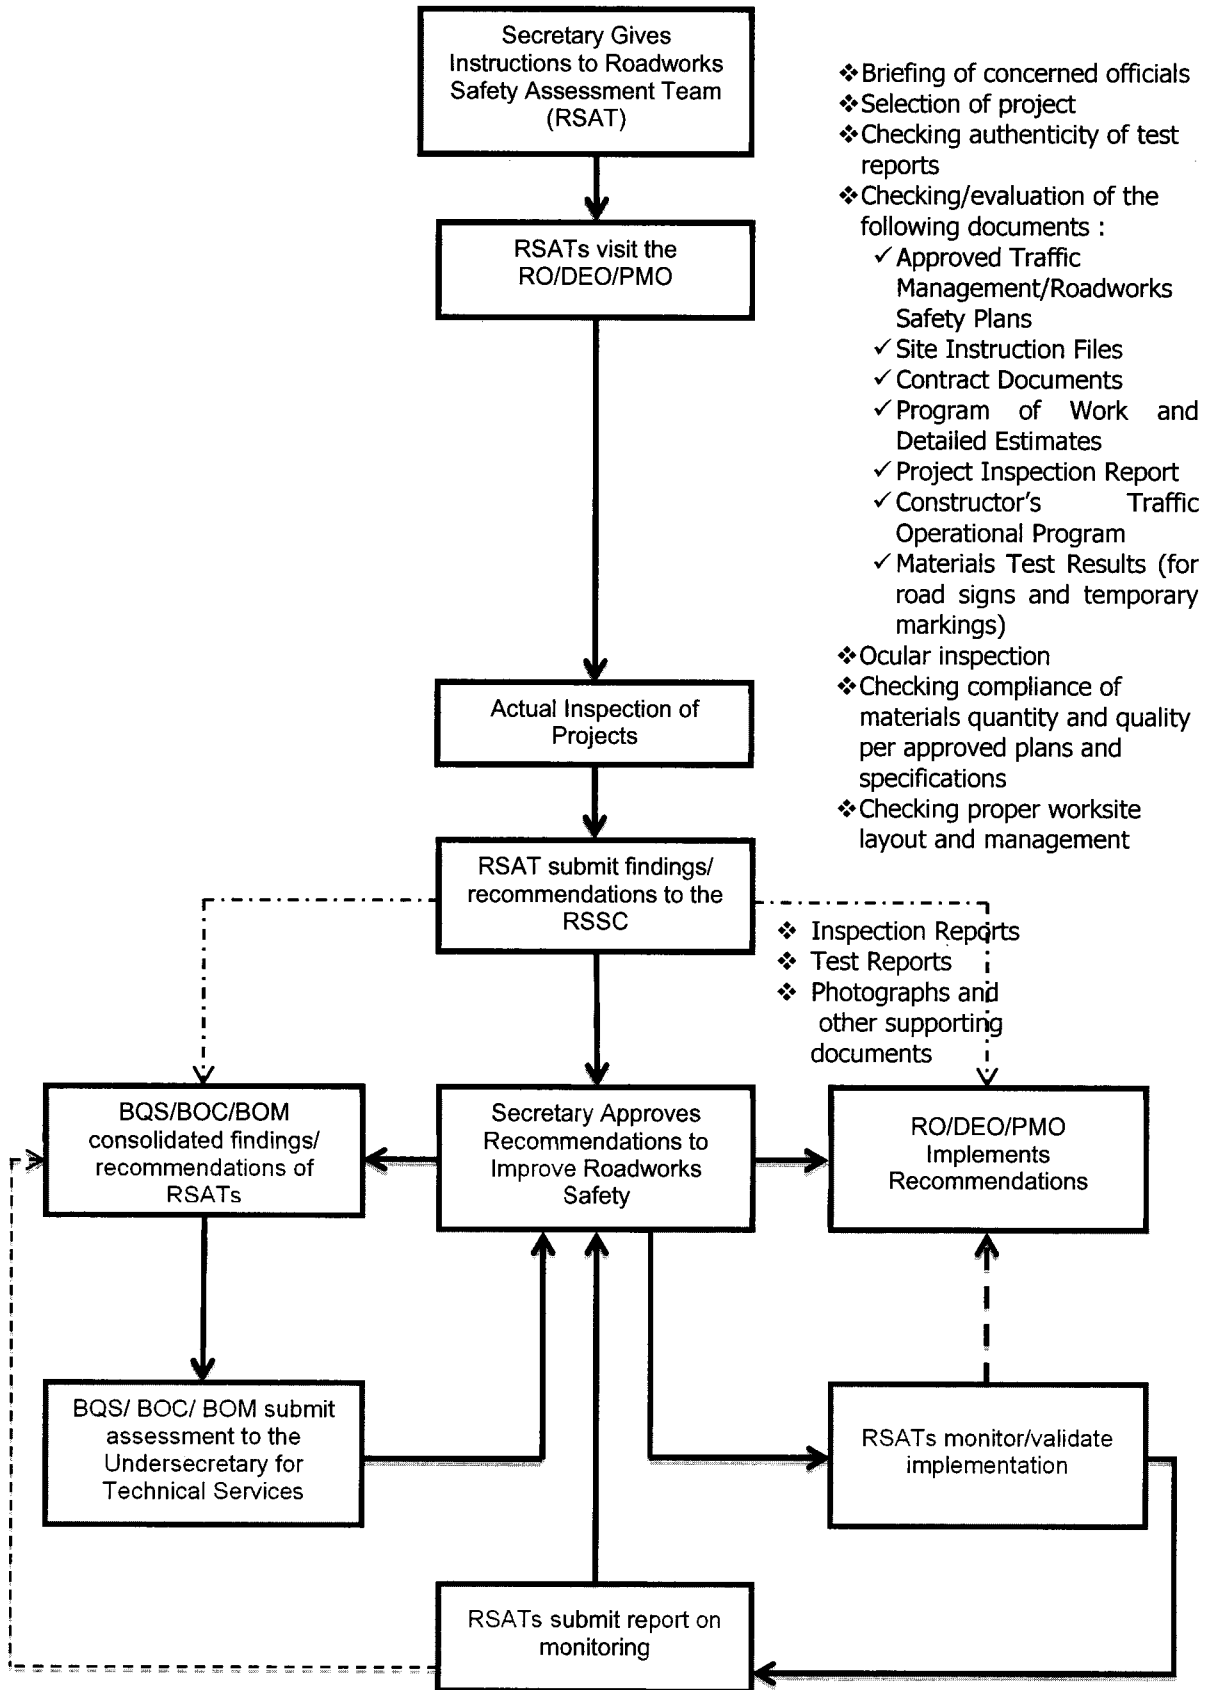 Secretary Gives
Instructions to Roadworks
Safety Assessment Team
(RSAT)
❖Briefing of concerned officials
❖Selection of project
❖Checking authenticity of test
reports
❖Checking/evaluation of the
following documents :
✓Approved Traffic
Management/Roadworks
Safety Plans
✓Site Instruction Files
✓Contract Documents
✓Program of Work and
Detailed Estimates
✓Project Inspection Report
✓Constructor's Traffic
Operational Program
✓Materials Test Results (for
road signs and temporary
markings)
❖Ocular inspection
❖Checking compliance of
materials quantity and quality
per approved plans and
specifications
❖Checking proper worksite
layout and management
RSATs visit the
RO/DEO/PMO
Actual Inspection of
Projects
RSAT submit findings/
recommendations to the
RSSC
❖ Inspection Reports
❖ Test Reports
❖ Photographs and
other supporting
documents
BQS/BOC/BOM
consolidated findings/
recommendations of
RSATs
Secretary Approves
Recommendations to
Improve Roadworks
Safety
RO/DEO/PMO
Implements
Recommendations
BQS/ BOC/ BOM submit
assessment to the
Undersecretary for
Technical Services
RSATs monitor/validate
implementation
RSATs submit report on
monitoring